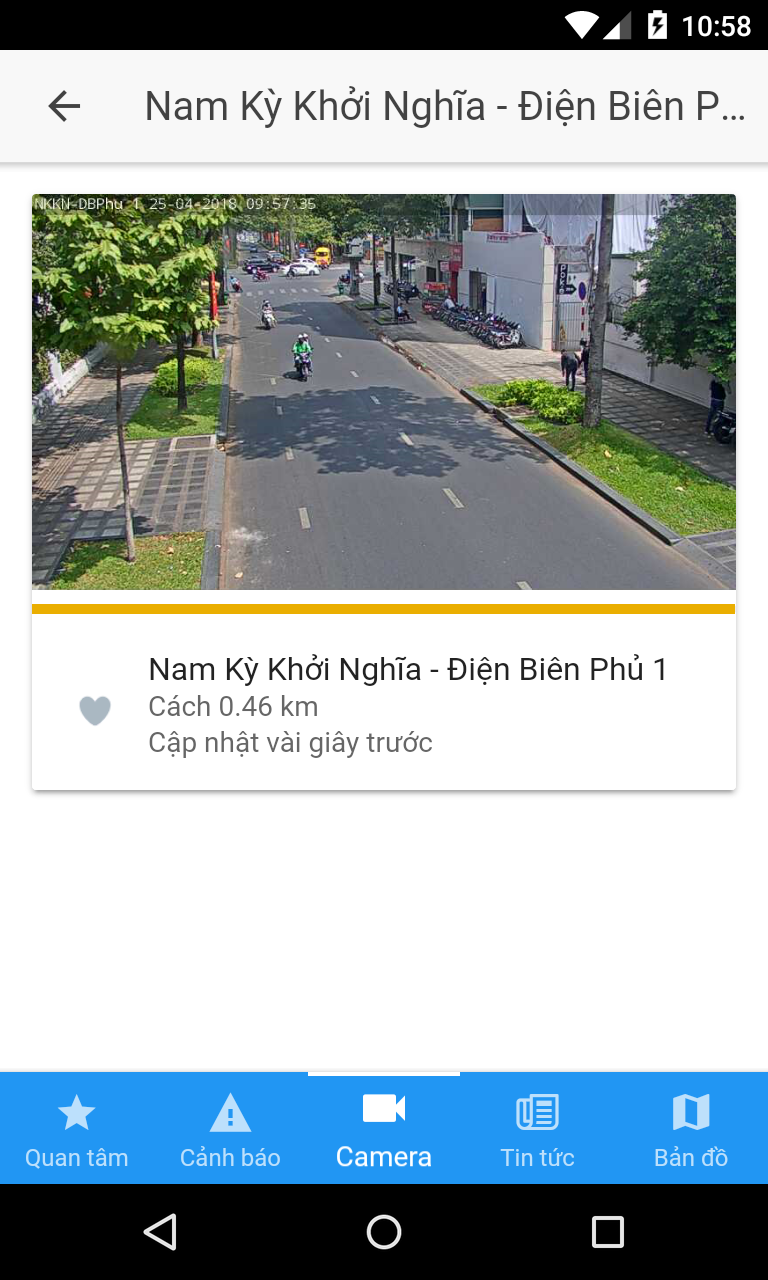 10:58
Nam Kỳ Khởi Nghĩa - Điện Biên P…
NKKN-DBPhu 1 25-04-2018 09:57:35
Nam Kỳ Khởi Nghĩa - Điện Biên Phủ 1
Cách 0.46 km
Cập nhật vài giây trước
Quan tâm
Cảnh báo
Camera
Tin tức
Bản đồ